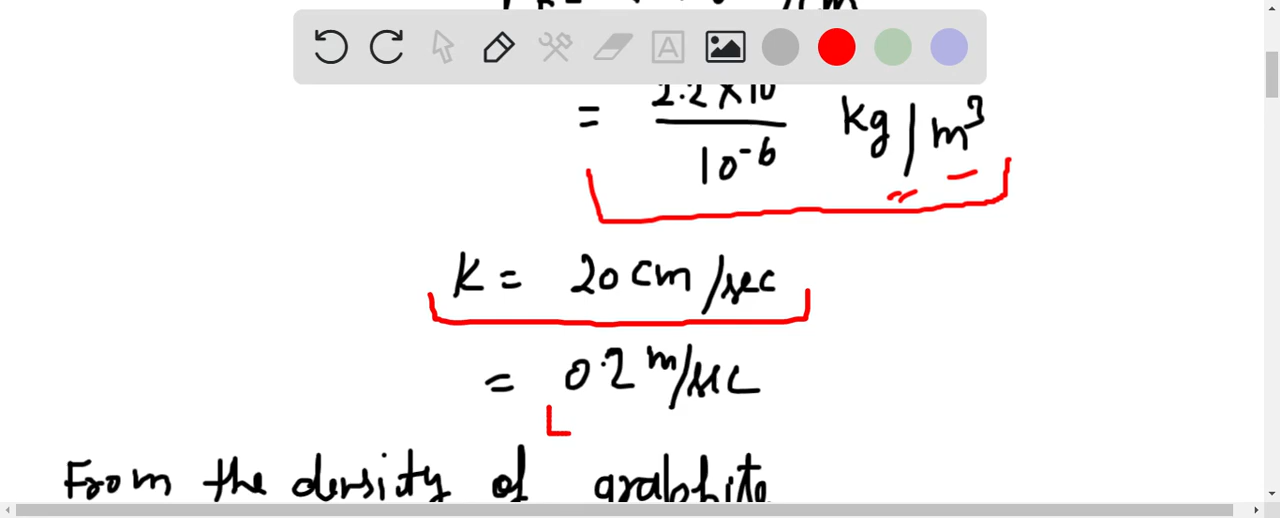 A
= 2.2 × 10 / 10⁻⁶ kg/m³
K = 20 cm/sec
= 0.2 m/sec
From the density of graphite